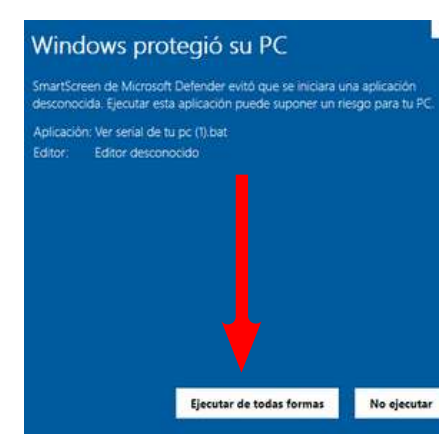 Windows protegió su PC
SmartScreen de Microsoft Defender evitó que se iniciara una aplicación
desconocida. Ejecutar esta aplicación puede suponer un riesgo para tu PC.
Aplicación: Ver serial de tu pc (1).bat
Editor: Editor desconocido
Ejecutar de todas formas No ejecutar